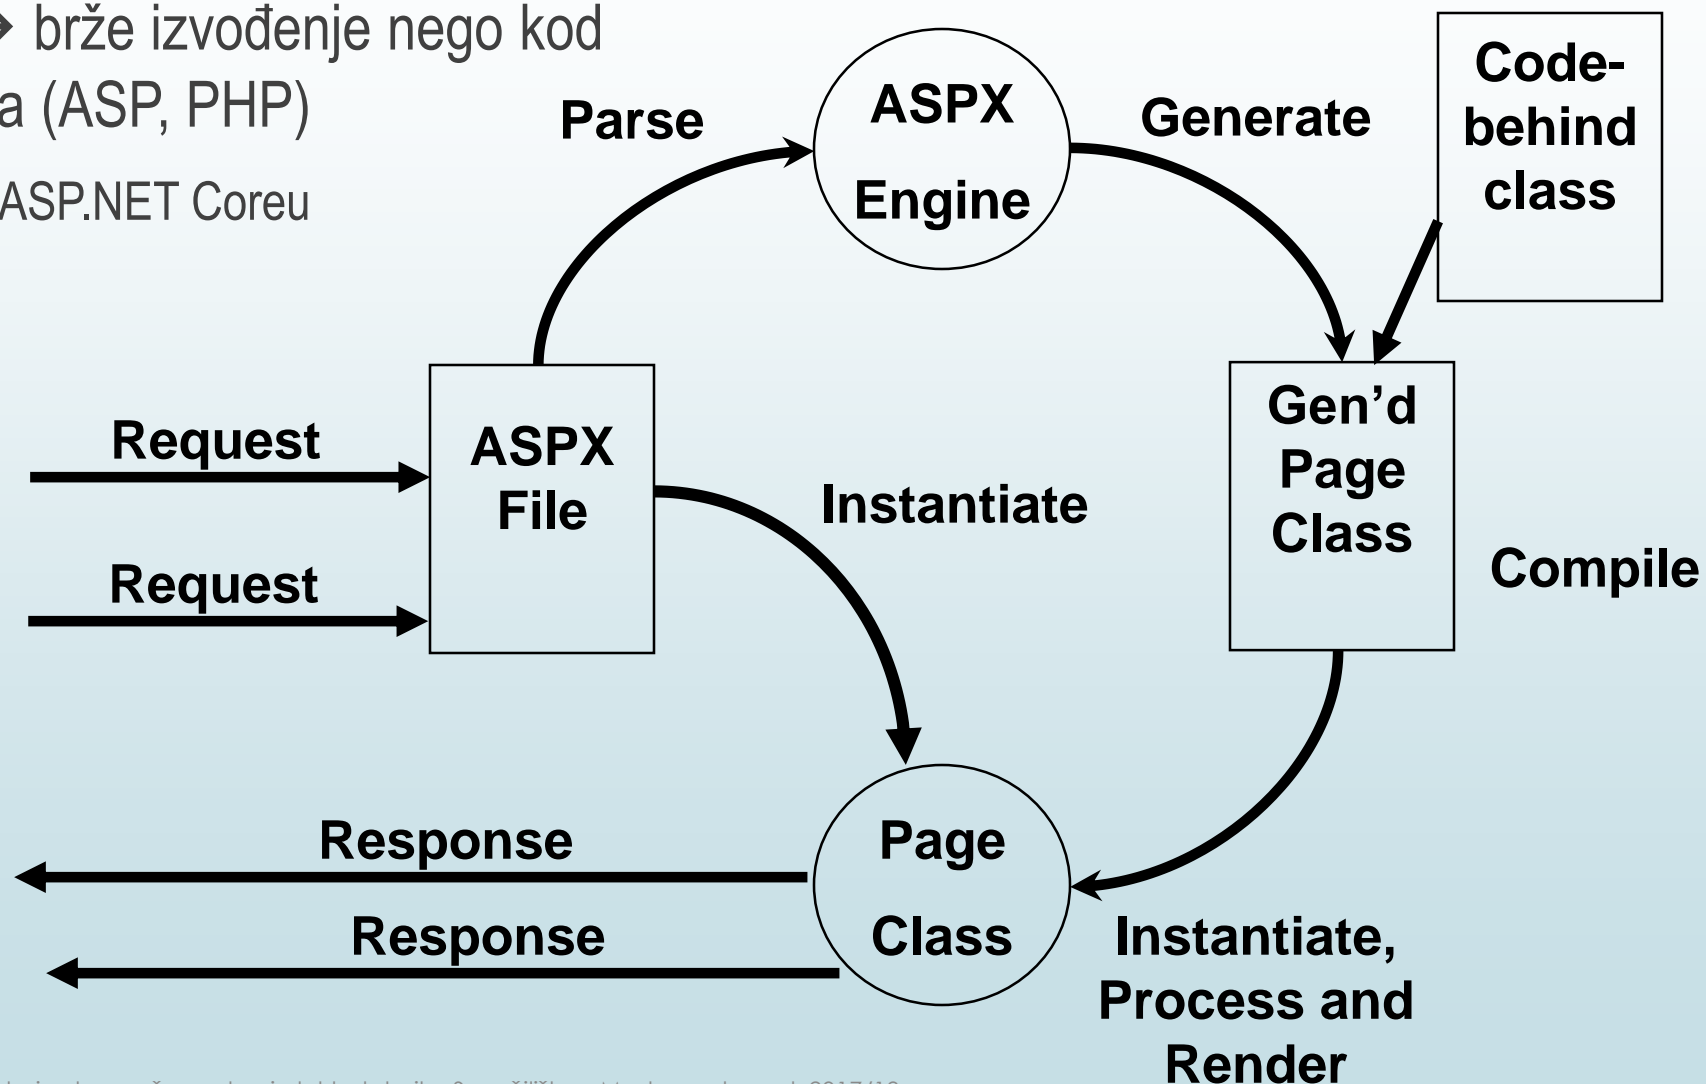 brže izvođenje nego kod
a (ASP, PHP)
ASP.NET Coreu
Parse
ASPX
Engine
Generate
Code-
behind
class
Request
Request
ASPX
File
Instantiate
Gen’d
Page
Class
Compile
Response
Response
Page
Class
Instantiate,
Process and
Render